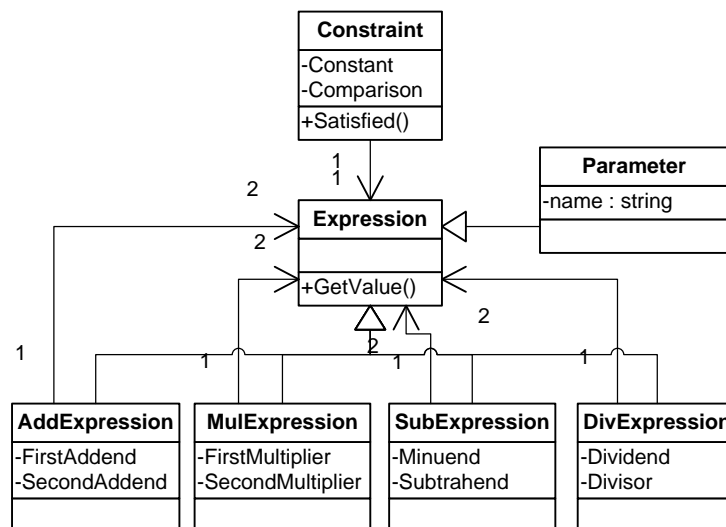 Constraint
-Constant
-Comparison
+Satisfied()
1
1
Parameter
-name : string
2
Expression
2
+GetValue()
2
1
1
2
1
1
AddExpression
-FirstAddend
-SecondAddend
MulExpression
-FirstMultiplier
-SecondMultiplier
SubExpression
-Minuend
-Subtrahend
DivExpression
-Dividend
-Divisor